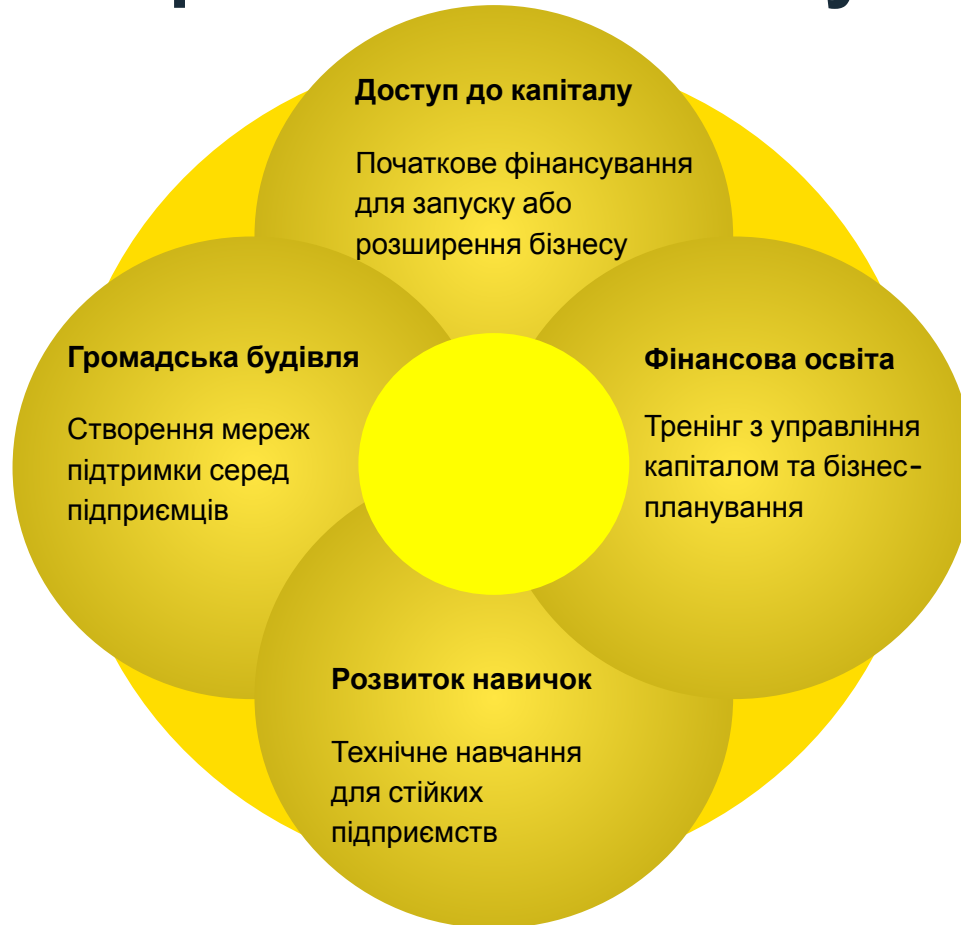 Доступ до капіталу
Початкове фінансування
для запуску або
розширення бізнесу
Громадська будівля
Створення мереж
підтримки серед
підприємців
Фінансова освіта
Тренінг з управління
капіталом та бізнес-
планування
Розвиток навичок
Технічне навчання
для стійких
підприємств